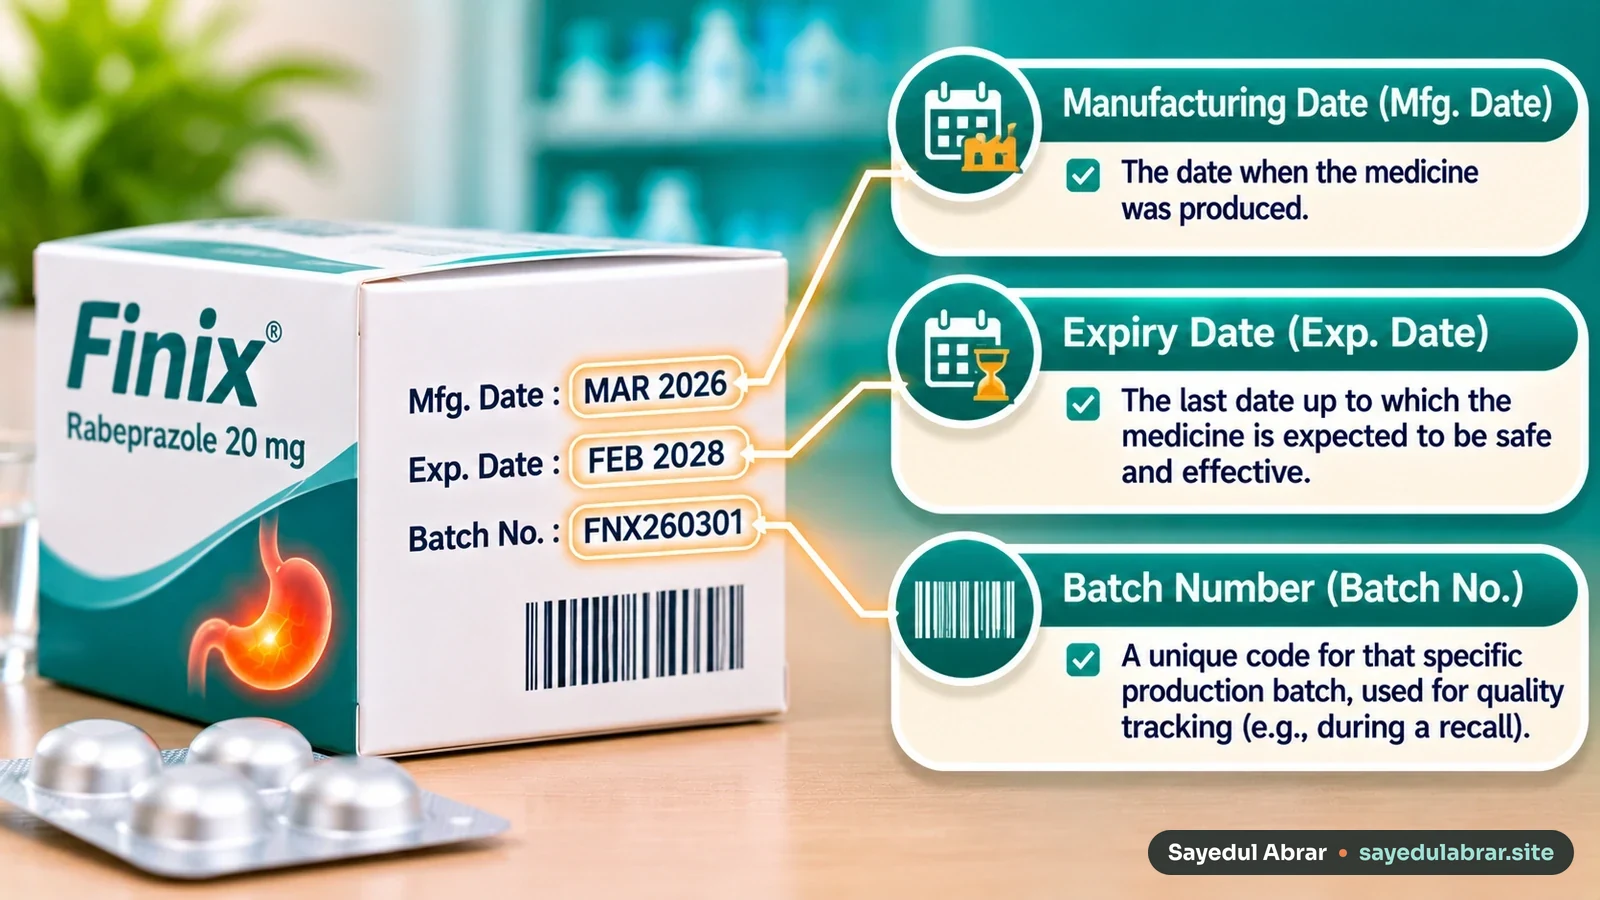 Finix®
Rabeprazole 20 mg
Mfg. Date : MAR 2026
Exp. Date : FEB 2028
Batch No. : FNX260301
Manufacturing Date (Mfg. Date)
The date when the medicine
was produced.
Expiry Date (Exp. Date)
The last date up to which the
medicine is expected to be safe
and effective.
Batch Number (Batch No.)
A unique code for that specific
production batch, used for quality
tracking (e.g., during a recall).
Sayedul Abrar • sayedulabrar.site